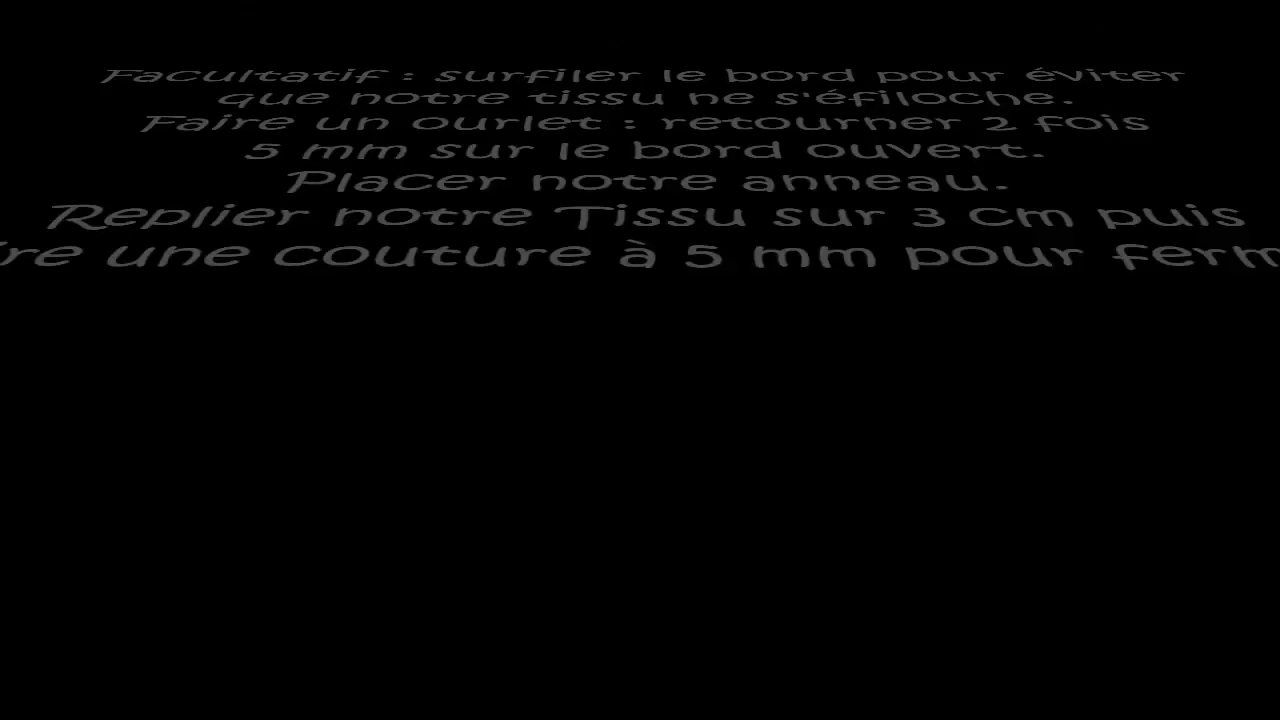 Facultatif : surfiler le bord pour éviter
que notre tissu ne s'éfiloche.
Faire un ourlet : retourner 2 fois
5 mm sur le bord ouvert.
Placer notre anneau.
Replier notre Tissu sur 3 cm puis
une couture à 5 mm pour